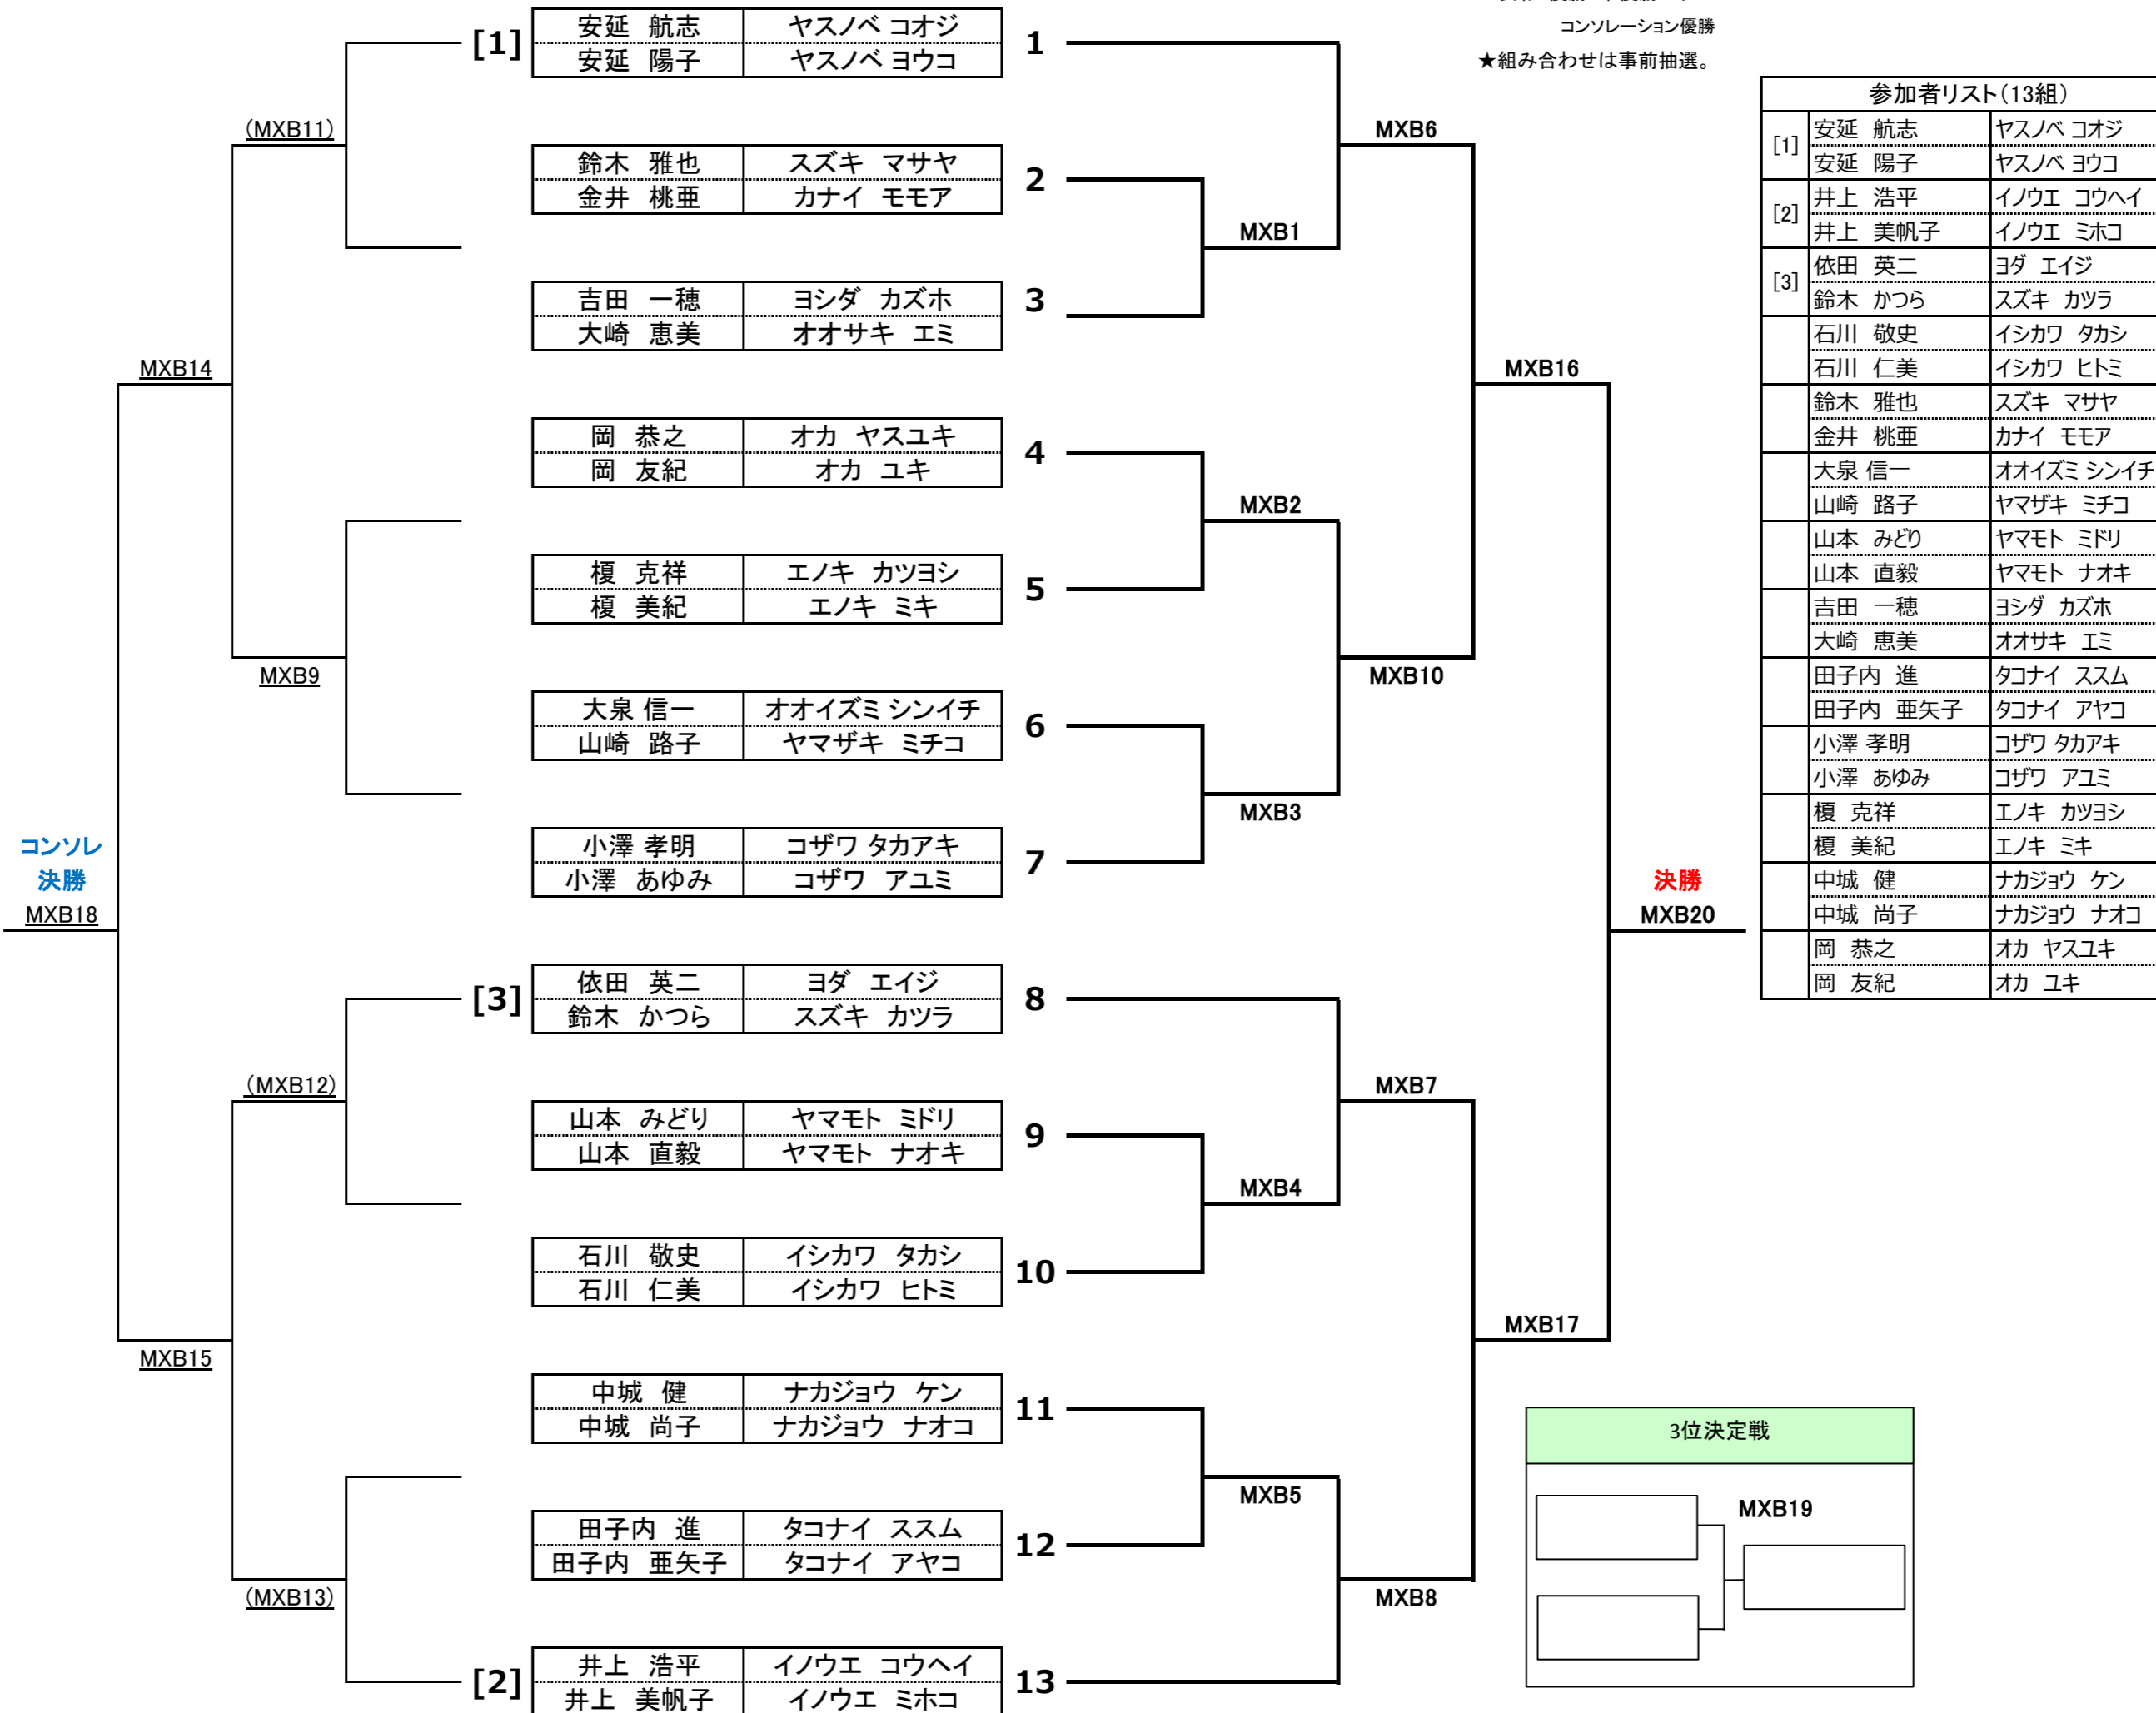 コンソレーション優勝
★組み合わせは事前抽選。
[1] 安延 航志 ヤスノベ コオジ 1
安延 陽子 ヤスノベ ヨウコ
(MXB11)
MXB6
鈴木 雅也 スズキ マサヤ 2
金井 桃亜 カナイ モモア
MXB1
吉田 一穂 ヨシダ カズホ 3
大崎 恵美 オオサキ エミ
MXB14
MXB16
岡 恭之 オカ ヤスユキ 4
岡 友紀 オカ ユキ
MXB2
榎 克祥 エノキ カツヨシ 5
榎 美紀 エノキ ミキ
MXB9
MXB10
大泉 信一 オオイズミ シンイチ 6
山崎 路子 ヤマザキ ミチコ
MXB3
小澤 孝明 コザワ タカアキ 7
小澤 あゆみ コザワ アユミ
コンソレ
決勝
MXB18
決勝
MXB20
[3] 依田 英二 ヨダ エイジ 8
鈴木 かつら スズキ カツラ
(MXB12)
MXB7
山本 みどり ヤマモト ミドリ 9
山本 直毅 ヤマモト ナオキ
MXB4
石川 敬史 イシカワ タカシ 10
石川 仁美 イシカワ ヒトミ
MXB15
MXB17
中城 健 ナカジョウ ケン 11
中城 尚子 ナカジョウ ナオコ
MXB5
田子内 進 タコナイ ススム 12
田子内 亜矢子 タコナイ アヤコ
(MXB13)
MXB8
[2] 井上 浩平 イノウエ コウヘイ 13
井上 美帆子 イノウエ ミホコ
参加者リスト(13組)
[1] 安延 航志 ヤスノベ コオジ
安延 陽子 ヤスノベ ヨウコ
[2] 井上 浩平 イノウエ コウヘイ
井上 美帆子 イノウエ ミホコ
[3] 依田 英二 ヨダ エイジ
鈴木 かつら スズキ カツラ
石川 敬史 イシカワ タカシ
石川 仁美 イシカワ ヒトミ
鈴木 雅也 スズキ マサヤ
金井 桃亜 カナイ モモア
大泉 信一 オオイズミ シンイチ
山崎 路子 ヤマザキ ミチコ
山本 みどり ヤマモト ミドリ
山本 直毅 ヤマモト ナオキ
吉田 一穂 ヨシダ カズホ
大崎 恵美 オオサキ エミ
田子内 進 タコナイ ススム
田子内 亜矢子 タコナイ アヤコ
小澤 孝明 コザワ タカアキ
小澤 あゆみ コザワ アユミ
榎 克祥 エノキ カツヨシ
榎 美紀 エノキ ミキ
中城 健 ナカジョウ ケン
中城 尚子 ナカジョウ ナオコ
岡 恭之 オカ ヤスユキ
岡 友紀 オカ ユキ
3位決定戦
MXB19